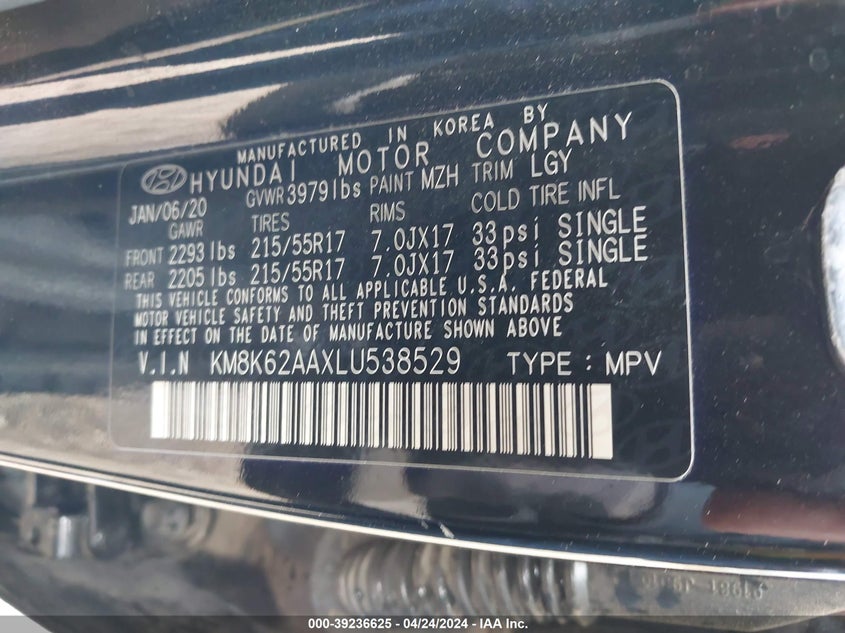 MANUFACTURED IN KOREA BY
HYUNDAI MOTOR COMPANY
JAN/06/20 GVWR 3979 lbs PAINT MZH TRIM LGY
GAWR TIRES RIMS COLD TIRE INFL
FRONT 2293 lbs 215/55R17 7.0JX17 33psi SINGLE
REAR 2205 lbs 215/55R17 7.0JX17 33psi SINGLE
THIS VEHICLE CONFORMS TO ALL APPLICABLE U.S.A. FEDERAL
MOTOR VEHICLE SAFETY AND THEFT PREVENTION STANDARDS
IN EFFECT ON THE DATE OF MANUFACTURE SHOWN ABOVE
V.I.N KM8K62AAXLU538529 TYPE : MPV
000-39236625 - 04/24/2024 - IAA Inc.